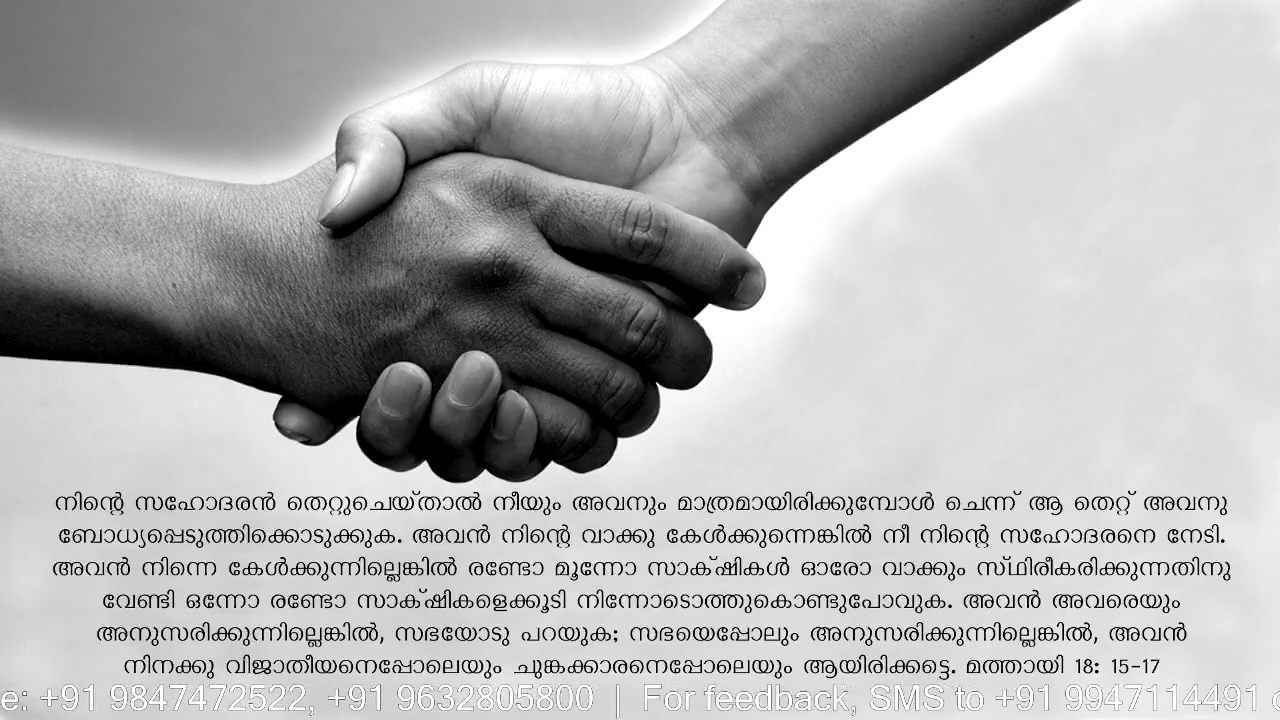 നിന്റെ സഹോദരൻ തെറ്റുചെയ്താൽ നീയും അവനും മാത്രമായിരിക്കുമ്പോൾ ചെന്ന് ആ തെറ്റ് അവനു
ബോധ്യപ്പെടുത്തിക്കൊടുക്കുക. അവൻ നിന്റെ വാക്കു കേൾക്കുന്നെങ്കിൽ നീ നിന്റെ സഹോദരനെ നേടി.
അവൻ നിന്നെ കേൾക്കുന്നില്ലെങ്കിൽ രണ്ടോ മൂന്നോ സാക്ഷികൾ ഓരോ വാക്കും സ്ഥിരീകരിക്കുന്നതിനു
വേണ്ടി ഒന്നോ രണ്ടോ സാക്ഷികളെക്കൂടി നിന്നോടൊത്തുകൊണ്ടുപോവുക. അവൻ അവരെയും
അനുസരിക്കുന്നില്ലെങ്കിൽ, സഭയോടു പറയുക; സഭയെപ്പോലും അനുസരിക്കുന്നില്ലെങ്കിൽ, അവൻ
നിനക്കു വിജാതീയനെപ്പോലെയും ചുങ്കക്കാരനെപ്പോലെയും ആയിരിക്കട്ടെ. മത്തായി 18: 15-17
e: +91 9847472522, +91 9632805800 | For feedback, SMS to +91 9947114491